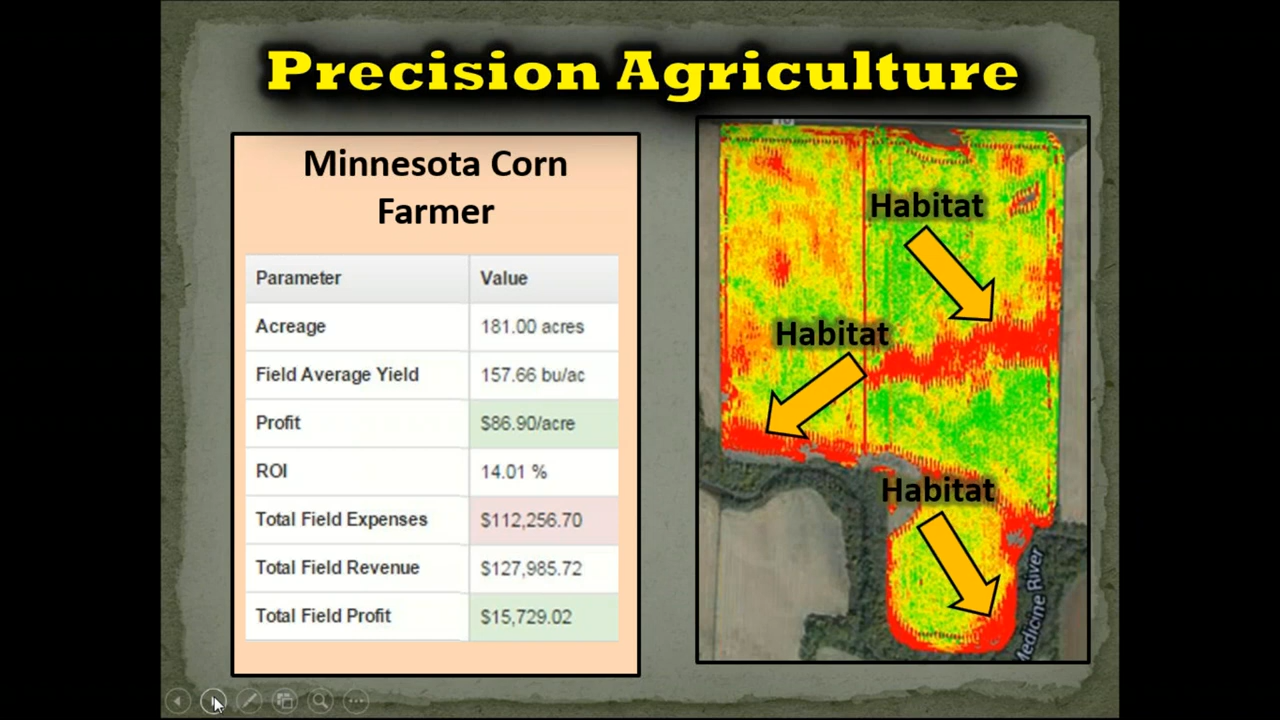 Precision Agriculture
Minnesota Corn
Farmer
Parameter Value
Acreage 181.00 acres
Field Average Yield 157.66 bu/ac
Profit $86.90/acre
ROI 14.01 %
Total Field Expenses $112,256.70
Total Field Revenue $127,985.72
Total Field Profit $15,729.02
Habitat
Habitat
Habitat
Medicine River